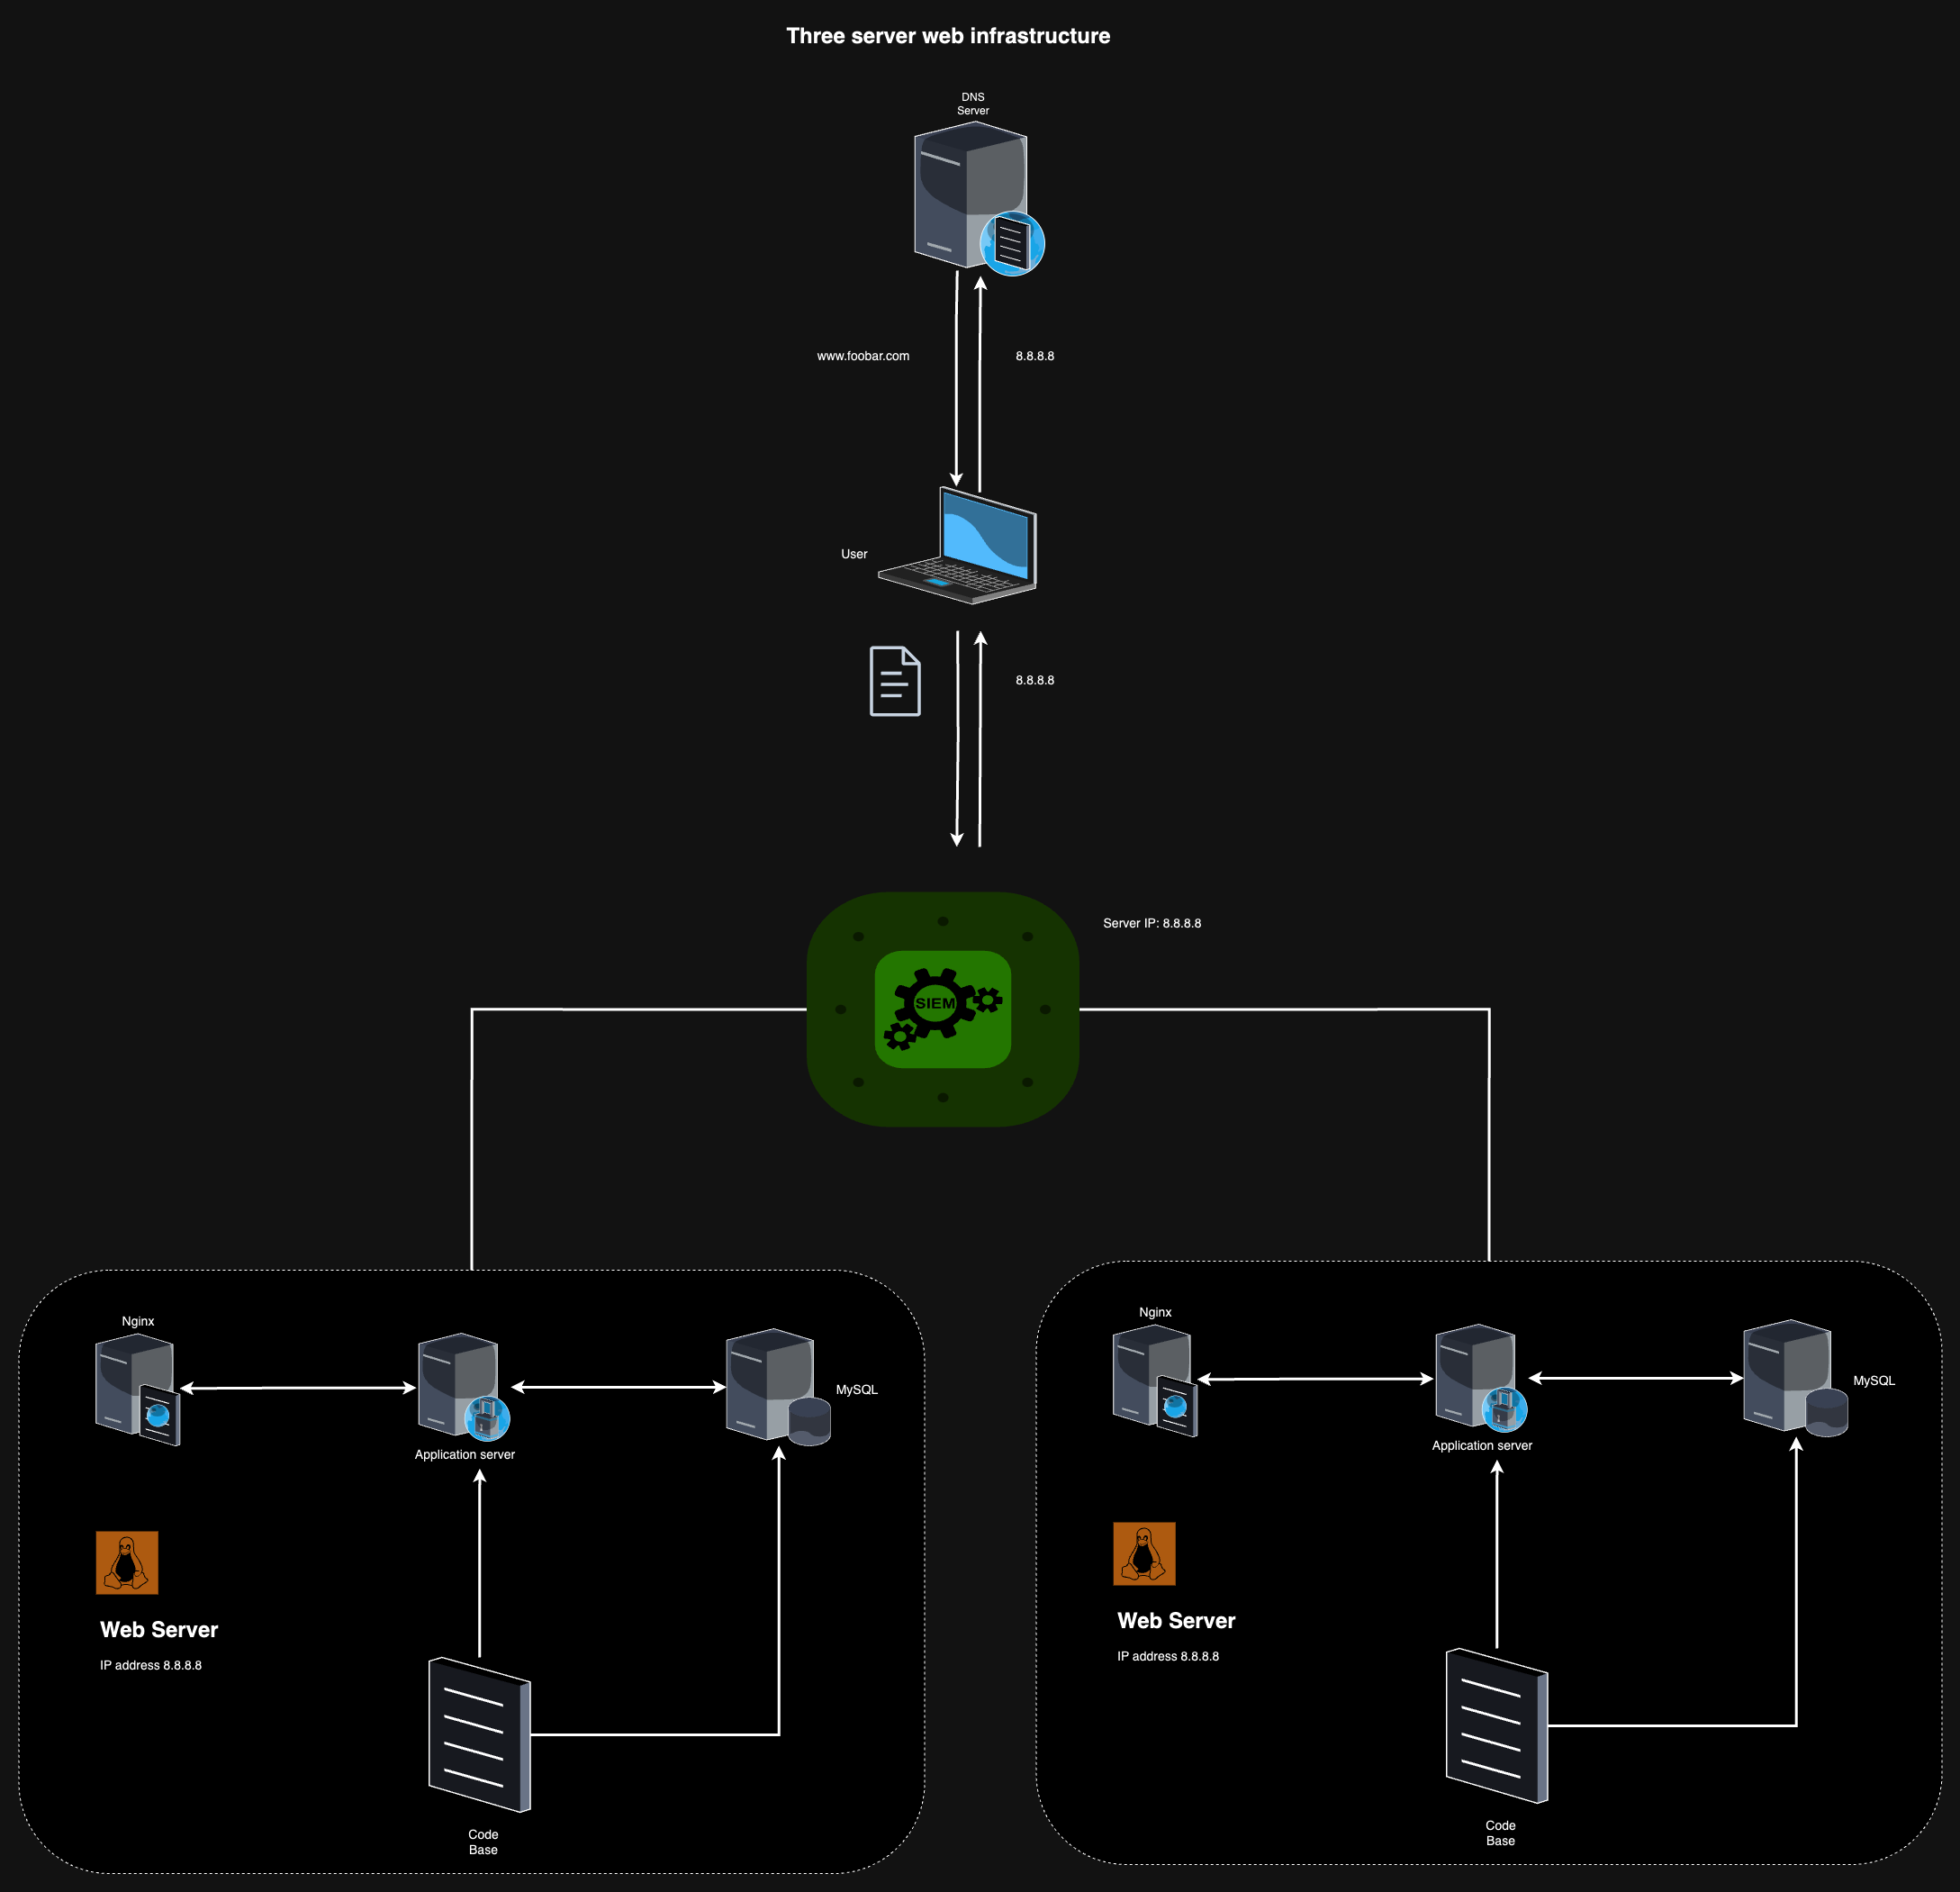 Three server web infrastructure
DNS
Server
www.foobar.com
8.8.8.8
User
8.8.8.8
Server IP: 8.8.8.8
SIEM
Nginx
MySQL
Application server
Web Server
IP address 8.8.8.8
Code
Base
Nginx
MySQL
Application server
Web Server
IP address 8.8.8.8
Code
Base